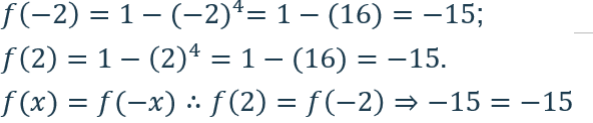 f(−2) = 1 − (−2)⁴= 1 − (16) = −15;
f(2) = 1 − (2)⁴ = 1 − (16) = −15.
f(x) = f(−x) ∴ f(2) = f(−2) ⇒ −15 = −15